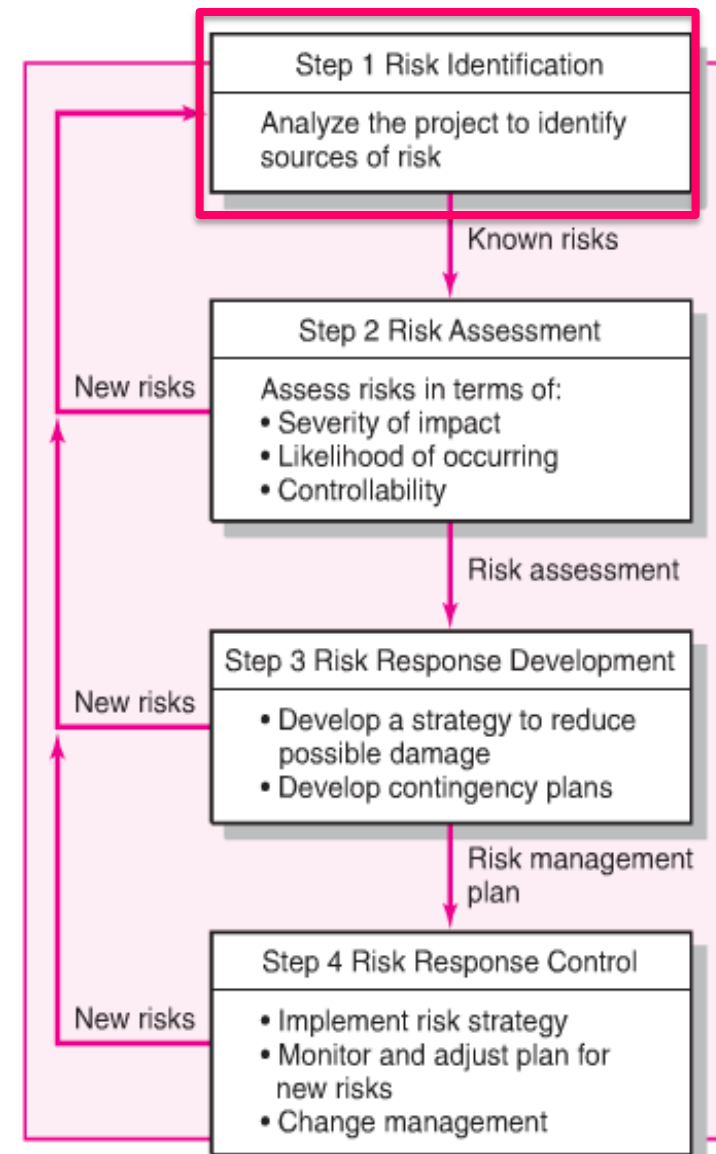 Step 1 Risk Identification
Analyze the project to identify
sources of risk
Known risks
Step 2 Risk Assessment
New risks
Assess risks in terms of:
• Severity of impact
• Likelihood of occurring
• Controllability
Risk assessment
Step 3 Risk Response Development
New risks
• Develop a strategy to reduce
possible damage
• Develop contingency plans
Risk management
plan
Step 4 Risk Response Control
New risks
• Implement risk strategy
• Monitor and adjust plan for
new risks
• Change management